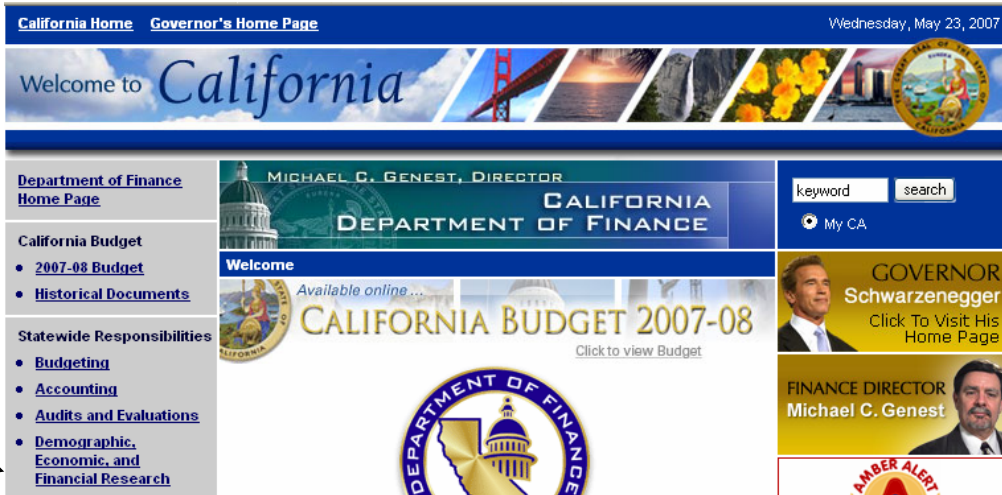 California Home Governor's Home Page
Wednesday, May 23, 2007
Welcome to California
Department of Finance
Home Page
California Budget
2007-08 Budget
Historical Documents
Statewide Responsibilities
Budgeting
Accounting
Audits and Evaluations
Demographic,
Economic, and
Financial Research
MICHAEL C. GENEST, DIRECTOR
CALIFORNIA
DEPARTMENT OF FINANCE
Welcome
Available online ...
CALIFORNIA BUDGET 2007-08
Click to view Budget
DEPARTMENT OF FINANCE
keyword search
My CA
GOVERNOR
Schwarzenegger
Click To Visit His
Home Page
FINANCE DIRECTOR
Michael C. Genest
AMBER ALERT